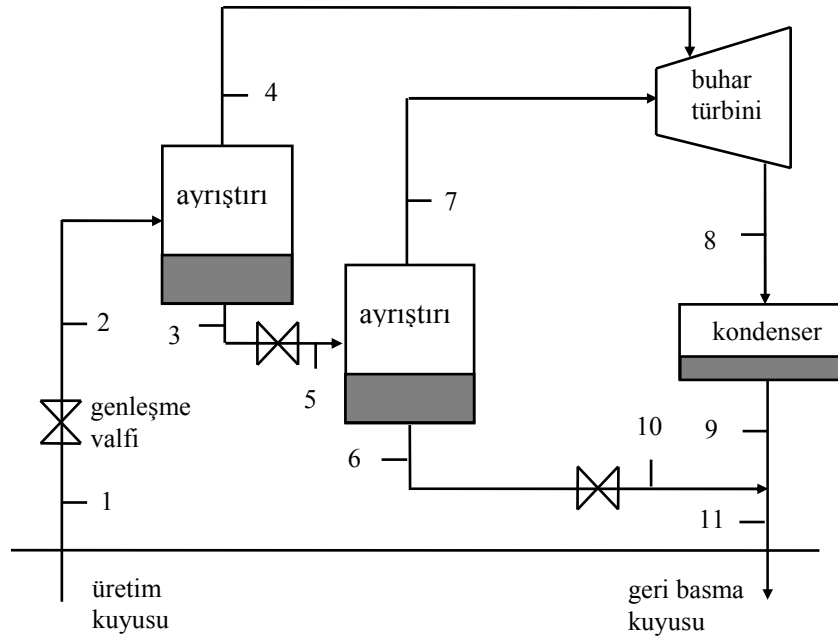 4
buhar
türbini
ayrıştırı
7
8
2
3
ayrıştırı
kondenser
5
genleşme
valfi
6
10
9
1
11
üretim
kuyusu
geri basma
kuyusu